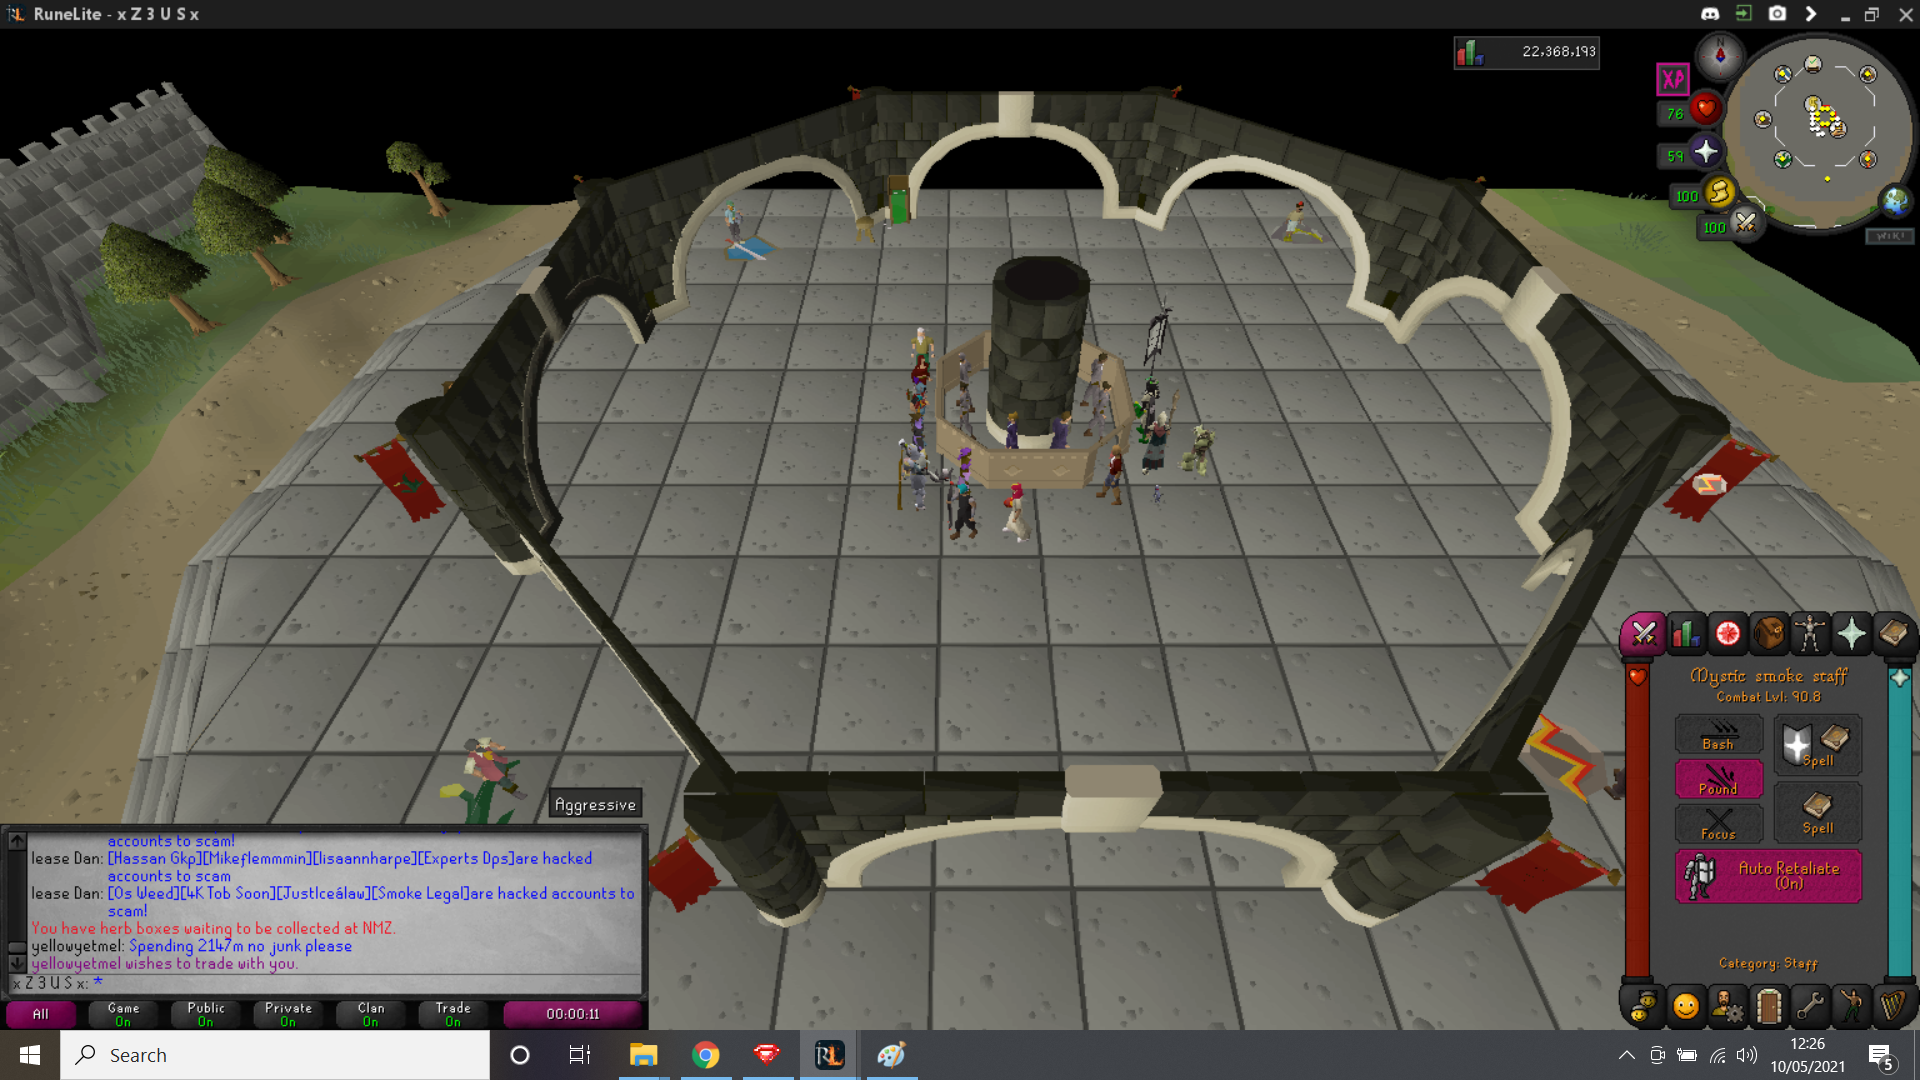 RuneLite - x Z 3 U S x
22,368,193
N
XP
76
59
100
100
WIKI
Mystic smoke staff
Combat Lvl: 90.8
Bash
Spell
Pound
Spell
Focus
Auto Retaliate
(On)
Category: Staff
Aggressive
accounts to scam!
lease Dan: [Hassan Gkp][Mikeflemmmin][lisaannharpe][Experts Dps]are hacked
accounts to scam
lease Dan: [Os Weed][4K Tob Soon][JustIceálaw][Smoke Legal]are hacked accounts to
scam!
You have herb boxes waiting to be collected at NMZ.
yellowyetmel: Spending 2147m no junk please
yellowyetmel wishes to trade with you.
x Z 3 U S x: *
All
Game
On
Public
On
Private
On
Clan
On
Trade
On
00:00:11
Search
RL
12:26
10/05/2021
5